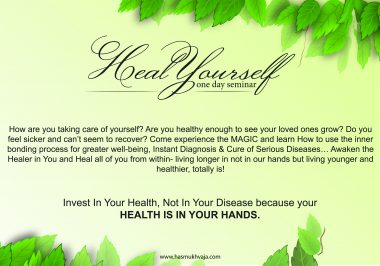 Heal Yourself
one day seminar
How are you taking care of yourself? Are you healthy enough to see your loved ones grow? Do you
feel sicker and can't seem to recover? Come experience the MAGIC and learn How to use the inner
bonding process for greater well-being, Instant Diagnosis & Cure of Serious Diseases... Awaken the
Healer in You and Heal all of you from within- living longer in not in our hands but living younger and
healthier, totally is!
Invest In Your Health, Not In Your Disease because your
HEALTH IS IN YOUR HANDS.
www.hasmukhvaja.com